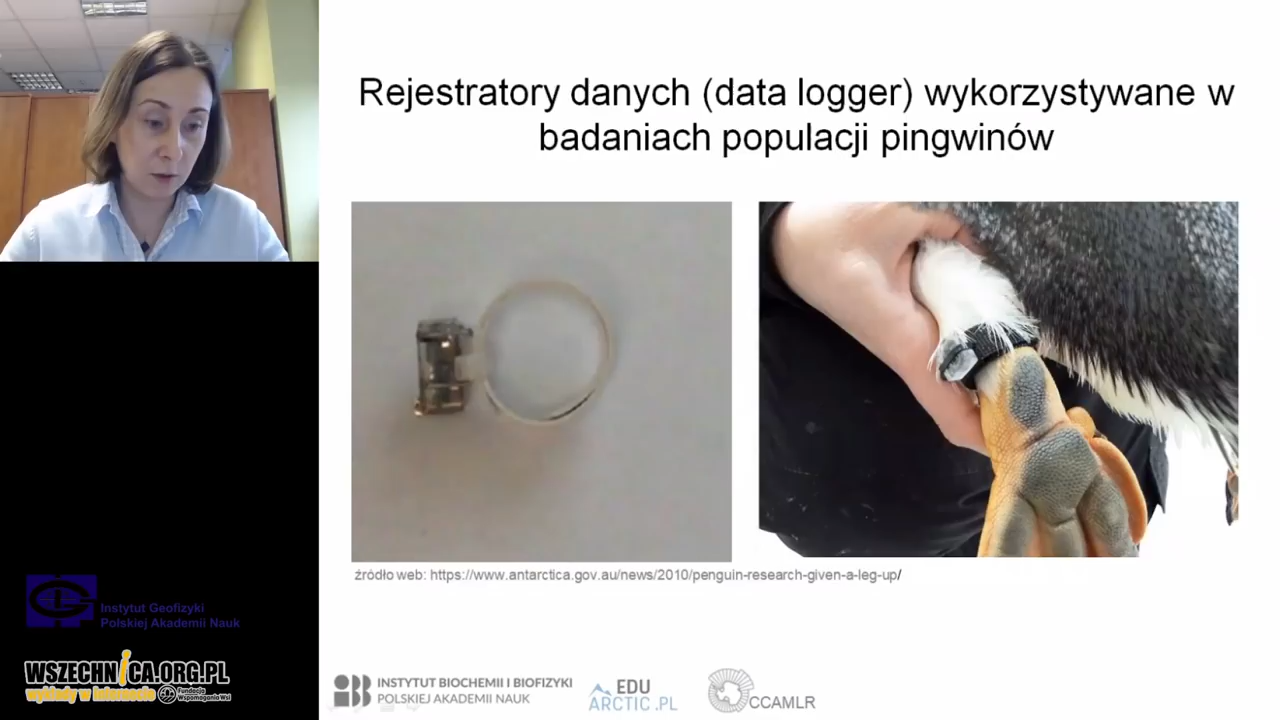 Rejestratory danych (data logger) wykorzystywane w
badaniach populacji pingwinów
źródło web: https://www.antarctica.gov.au/news/2010/penguin-research-given-a-leg-up/
Instytut Geofizyki
Polskiej Akademii Nauk
WSZECHNICA.ORG.PL
wykłady w internecie
Fundacja
Wspomagania Wsi
INSTYTUT BIOCHEMII I BIOFIZYKI
POLSKIEJ AKADEMII NAUK
EDU
ARCTIC.PL
CCAMLR